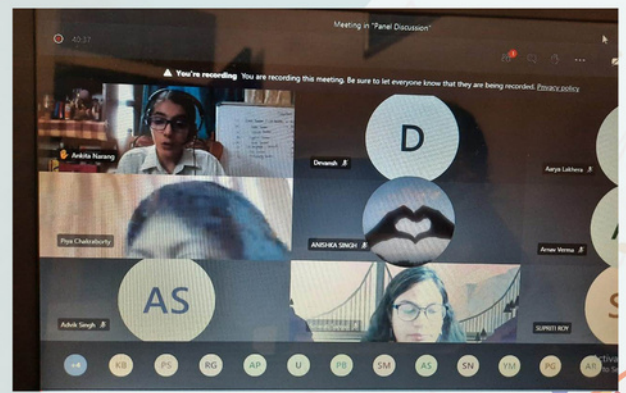 40:37
Meeting in "Panel Discussion"
You're recording You are recording this meeting. Be sure to let everyone know that they are being recorded. Privacy policy
Ankita Narang
D
Devansh
Aarya Lakhera
Piya Chakraborty
ANISHKA SINGH
Arnav Verma
AS
Advik Singh
SUPRITI ROY
S
+4
KB
PS
RG
AP
U
PB
SM
AS
SN
YM
PG
AR